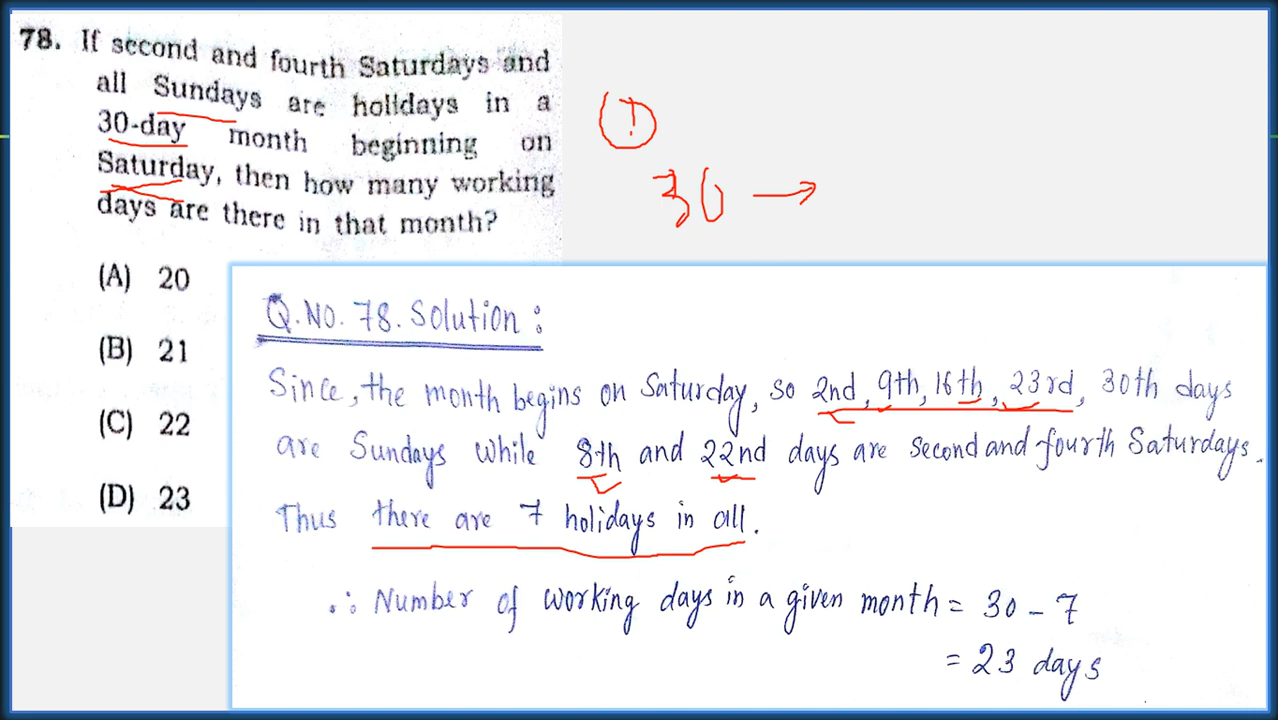 78. If second and fourth Saturdays and
all Sundays are holidays in a
30-day month beginning on
Saturday, then how many working
days are there in that month?
(A) 20
(B) 21
(C) 22
(D) 23
1
30 →
Q.No. 78. Solution :
Since, the month begins on Saturday, so 2nd, 9th, 16th, 23rd, 30th days
are Sundays while 8th and 22nd days are second and fourth Saturdays.
Thus there are 7 holidays in all.
∴ Number of working days in a given month = 30 - 7
= 23 days